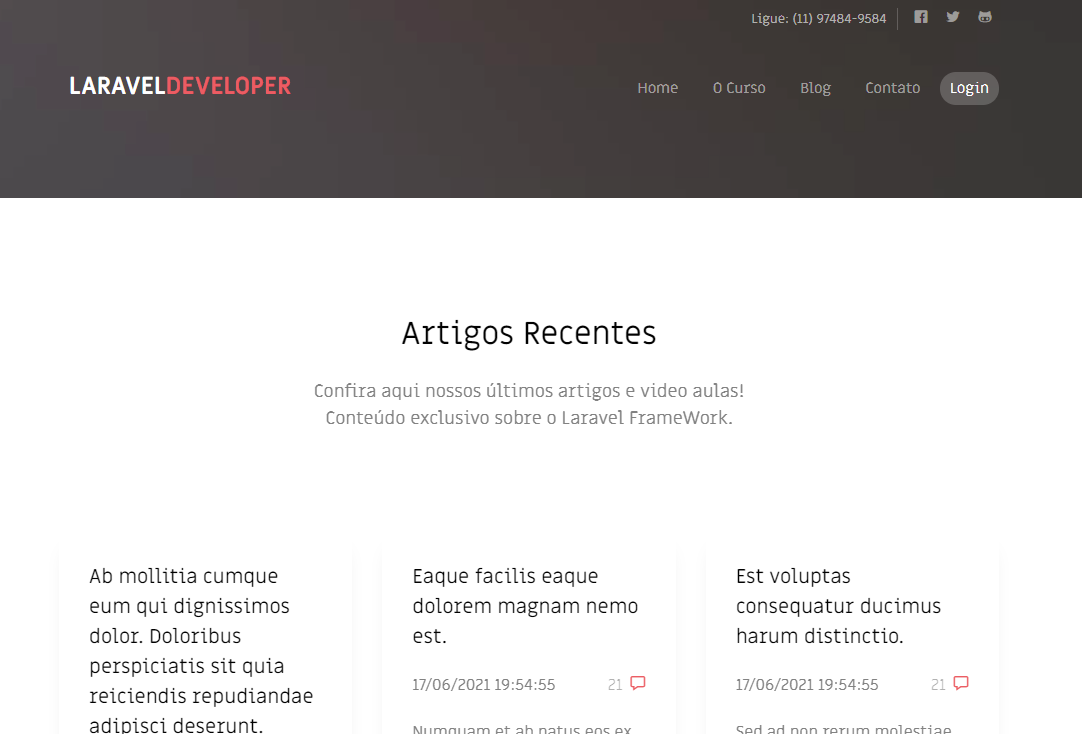 Ligue: (11) 97484-9584
LARAVELDEVELOPER
Home O Curso Blog Contato Login
Artigos Recentes
Confira aqui nossos últimos artigos e video aulas!
Conteúdo exclusivo sobre o Laravel FrameWork.
Ab mollitia cumque
eum qui dignissimos
dolor. Doloribus
perspiciatis sit quia
reiciendis repudiandae
adipisci deserunt.
Eaque facilis eaque
dolorem magnam nemo
est.
17/06/2021 19:54:55 21
Numquam et ab natus eos ex
Est voluptas
consequatur ducimus
harum distinctio.
17/06/2021 19:54:55 21
Sed ad non rerum molestiae